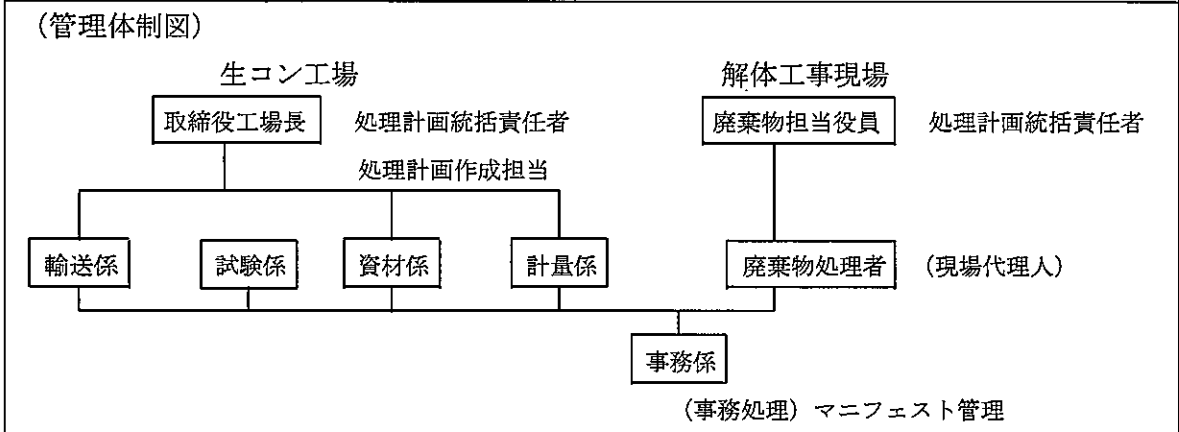 (管理体制図)
生コン工場 解体工事現場
取締役工場長 処理計画統括責任者 廃棄物担当役員 処理計画統括責任者
処理計画作成担当
輸送係 試験係 資材係 計量係 廃棄物処理者 (現場代理人)
事務係
(事務処理) マニフェスト管理